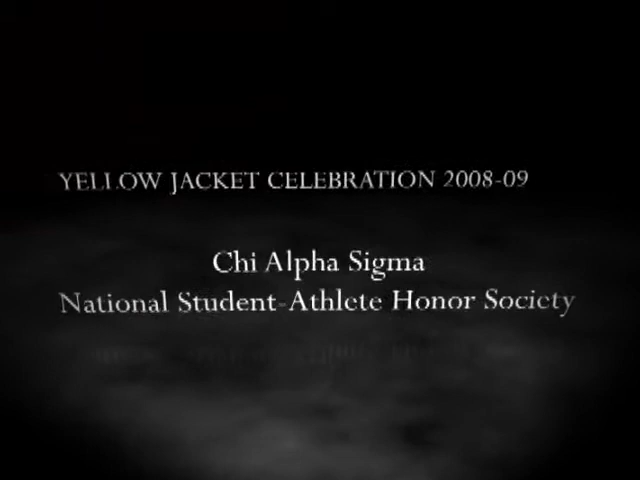 YELLOW JACKET CELEBRATION 2008-09
Chi Alpha Sigma
National Student-Athlete Honor Society